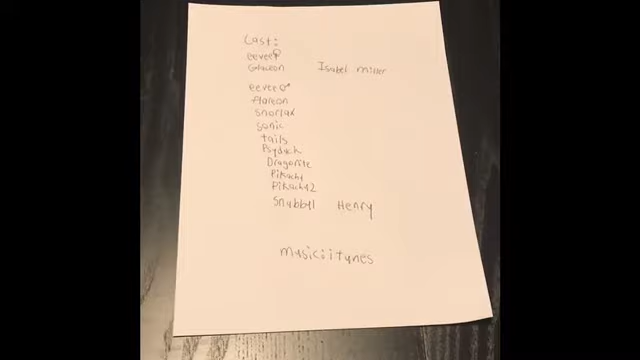 Cast:
eevee♀
Glaceon Isabel miller
eevee♂
flareon
snorlax
sonic
tails
Psyduck
Dragonite
Pikachu
Pikachu2
Snubbull Henry
music:itunes